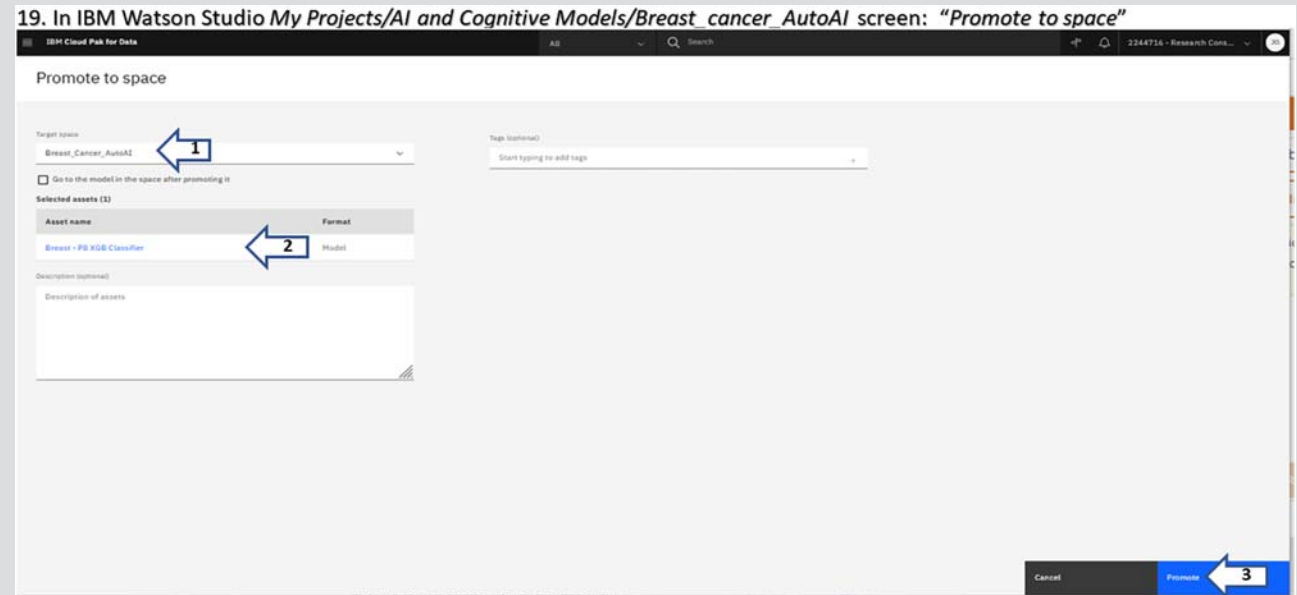 19. In IBM Watson Studio My Projects/AI and Cognitive Models/Breast_cancer_AutoAI screen: “Promote to space”
IBM Cloud Pak for Data
All
Search
2244716 - Research Cons...
Promote to space
Target space
Breast_Cancer_AutoAI
1
Tags (optional)
Start typing to add tags
Go to the model in the space after promoting it
Selected assets (1)
Asset name Format
Breast - P8 XGB Classifier Model
2
Description (optional)
Description of assets
Cancel
Promote
3